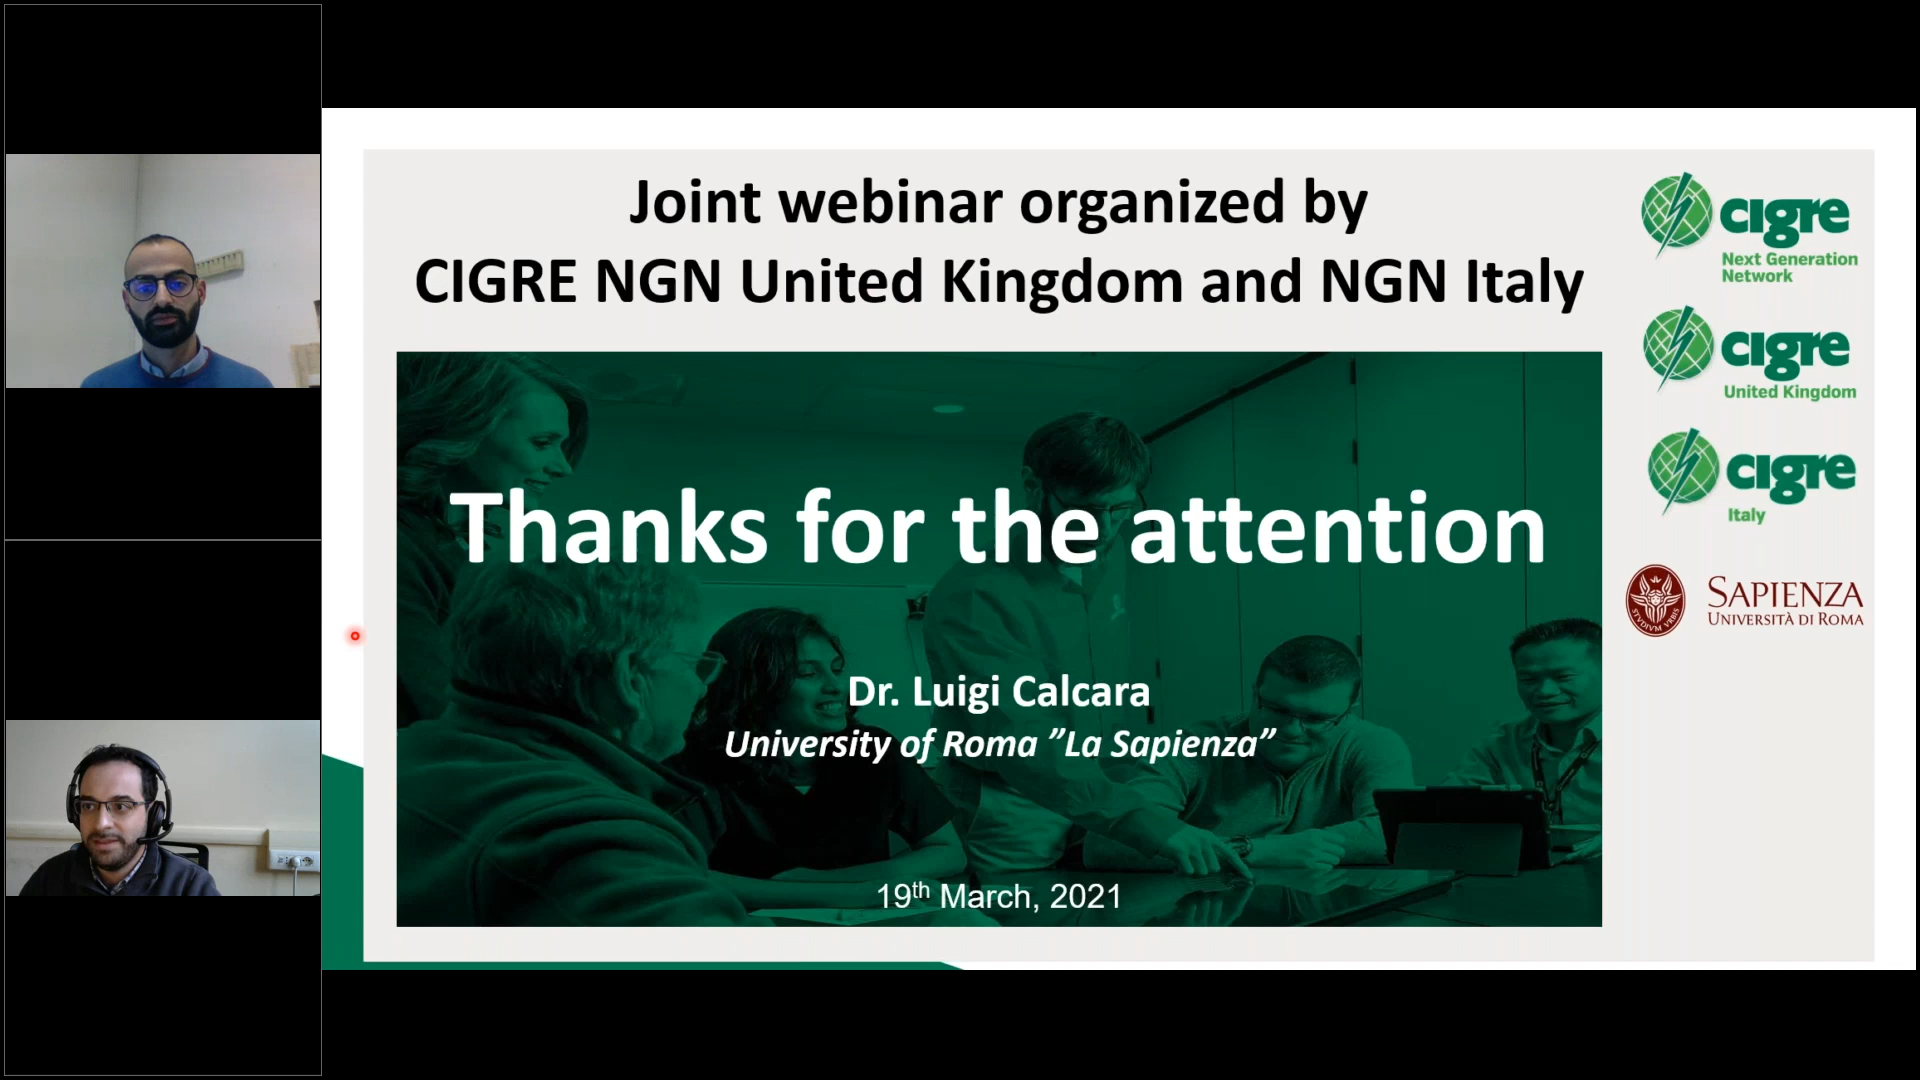 Joint webinar organized by
CIGRE NGN United Kingdom and NGN Italy
Thanks for the attention
Dr. Luigi Calcara
University of Roma ”La Sapienza”
19th March, 2021
cigre
Next Generation
Network
cigre
United Kingdom
cigre
Italy
STVDIVM VRBIS
SAPIENZA
UNIVERSITÀ DI ROMA